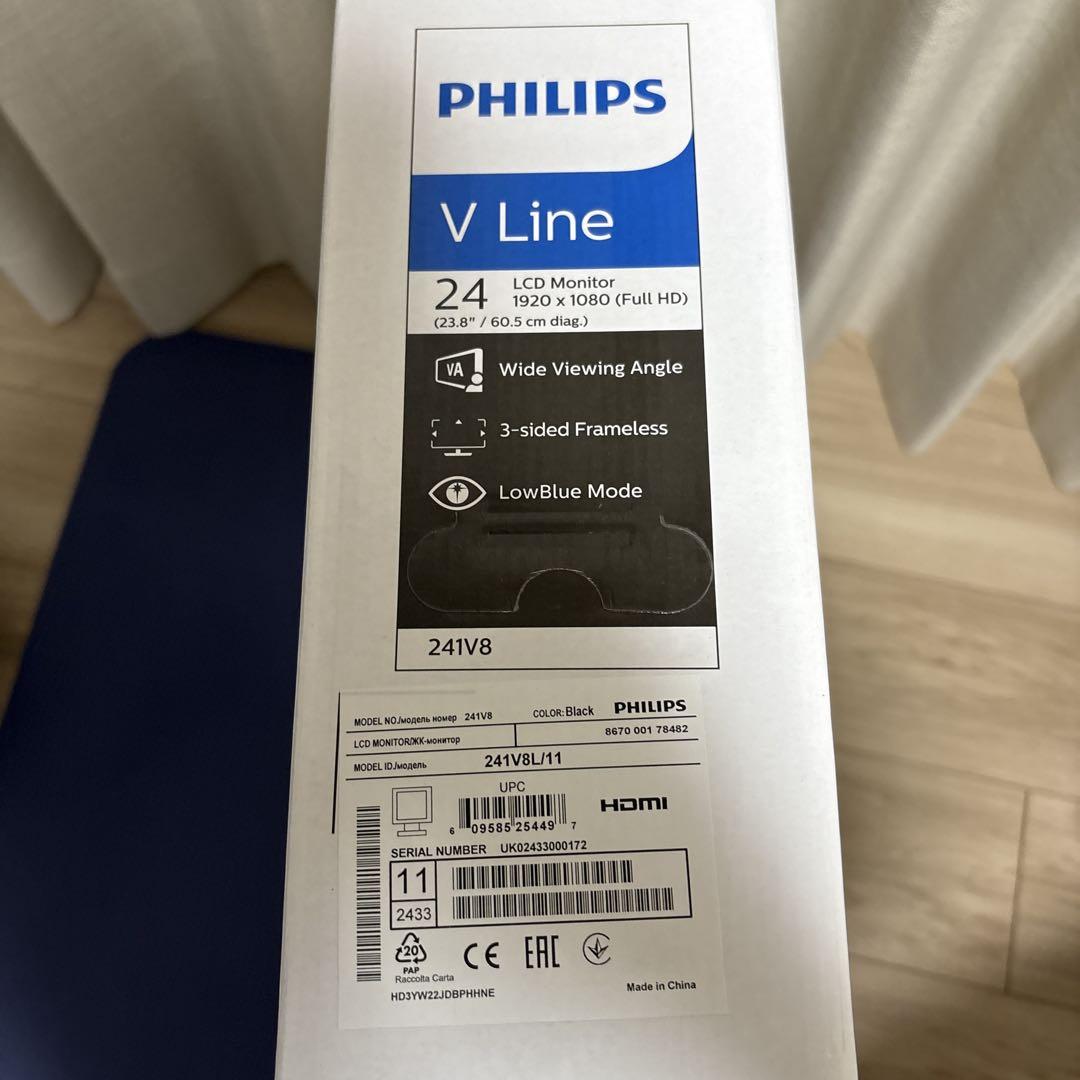 PHILIPS
V Line
24
LCD Monitor
1920 x 1080 (Full HD)
(23.8" / 60.5 cm diag.)
VA
Wide Viewing Angle
3-sided Frameless
LowBlue Mode
241V8
MODEL NO./модель номер 241V8 COLOR: Black PHILIPS
LCD MONITOR/ЖК-монитор 8670 001 78482
MODEL ID./модель 241V8L/11
UPC
HDMI
6 09585 25449 7
SERIAL NUMBER UK02433000172
11
2433
20
PAP
CE EAC
Raccolta Carta
HD3YW22JDBPHHNE
Made in China